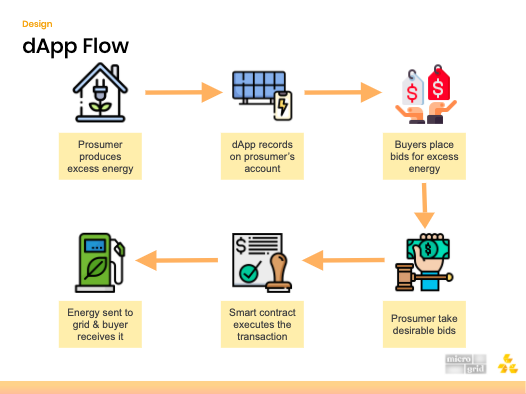 Design
dApp Flow
Prosumer
produces
excess energy
dApp records
on prosumer's
account
Buyers place
bids for excess
energy
$
$
Energy sent to
grid & buyer
receives it
Smart contract
executes the
transaction
Prosumer take
desirable bids
$
$
micro
grid